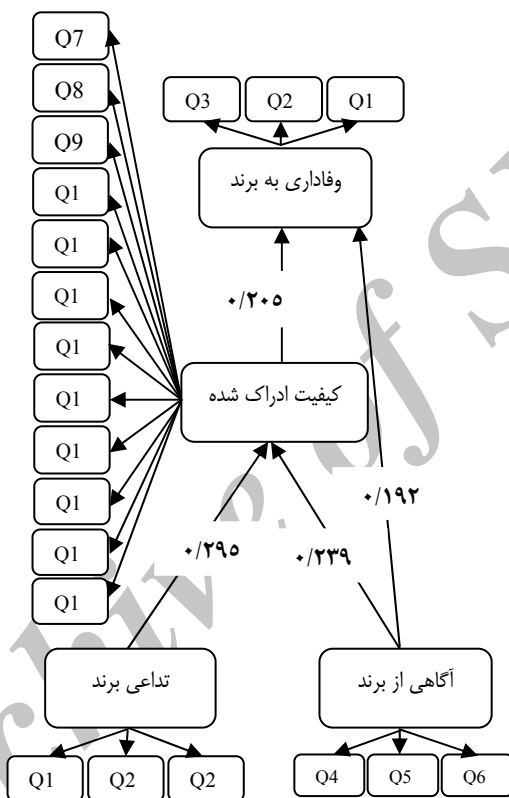 Q7
Q8
Q9
Q1
Q1
Q1
Q1
Q1
Q1
Q1
Q1
Q1
Q3 Q2 Q1
وفاداری به برند
۰/۲۰۵
کیفیت ادراک شده
۰/۱۹۲
۰/۲۹۵ ۰/۲۳۹
تداعی برند
آگاهی از برند
Q1 Q2 Q2
Q4 Q5 Q6